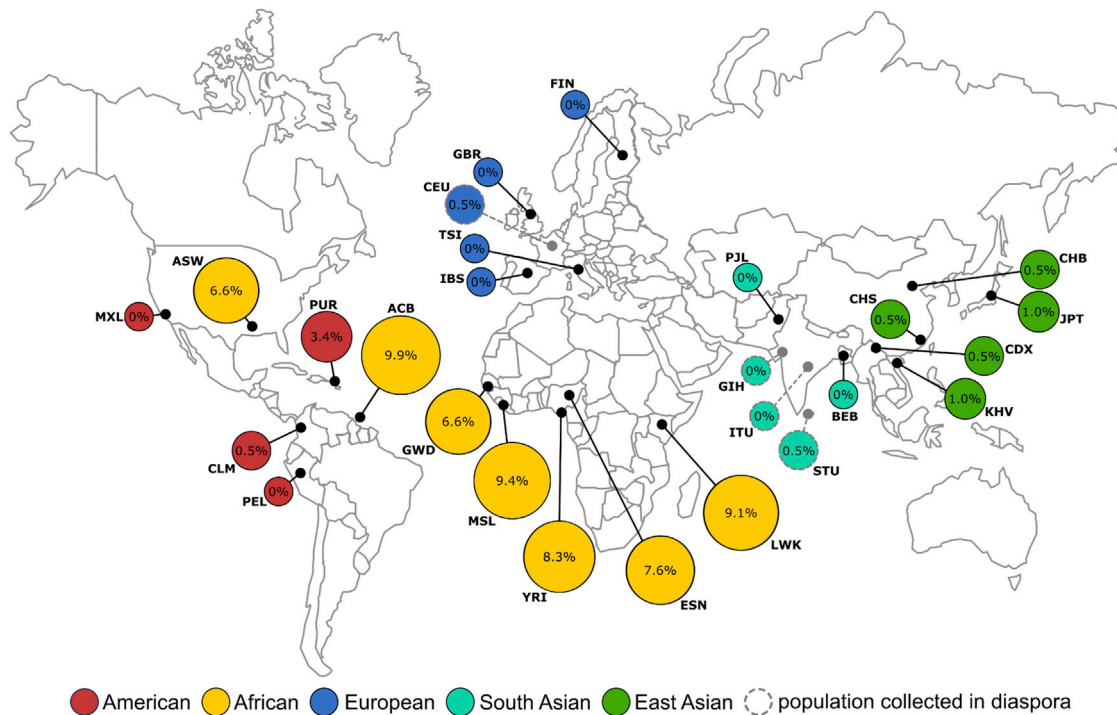 FIN
0%
GBR
0%
CEU
0.5%
TSI
0%
IBS
0%
PJL
0%
CHB
0.5%
CHS
0.5%
JPT
1.0%
CDX
0.5%
KHV
1.0%
GIH
0%
ITU
0%
BEB
0%
STU
0.5%
ASW
6.6%
MXL
0%
PUR
3.4%
ACB
9.9%
CLM
0.5%
PEL
0%
GWD
6.6%
MSL
9.4%
YRI
8.3%
ESN
7.6%
LWK
9.1%
American
African
European
South Asian
East Asian
population collected in diaspora